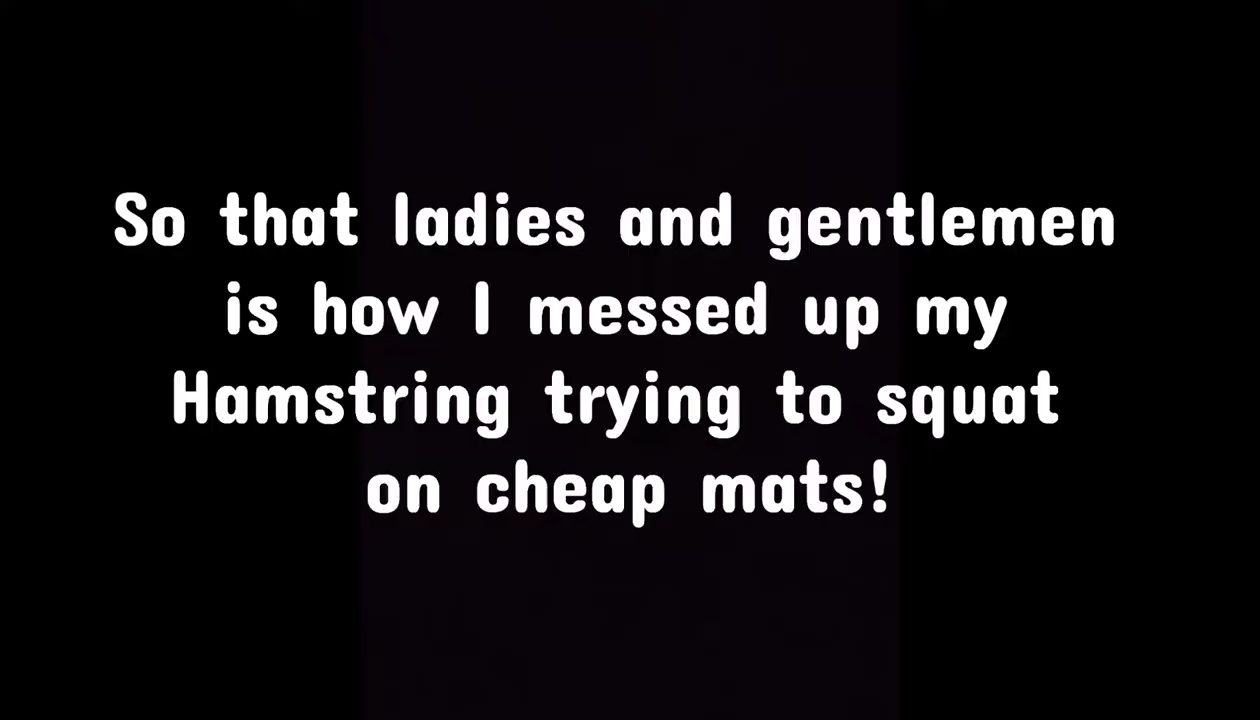 So that ladies and gentlemen
is how I messed up my
Hamstring trying to squat
on cheap mats!